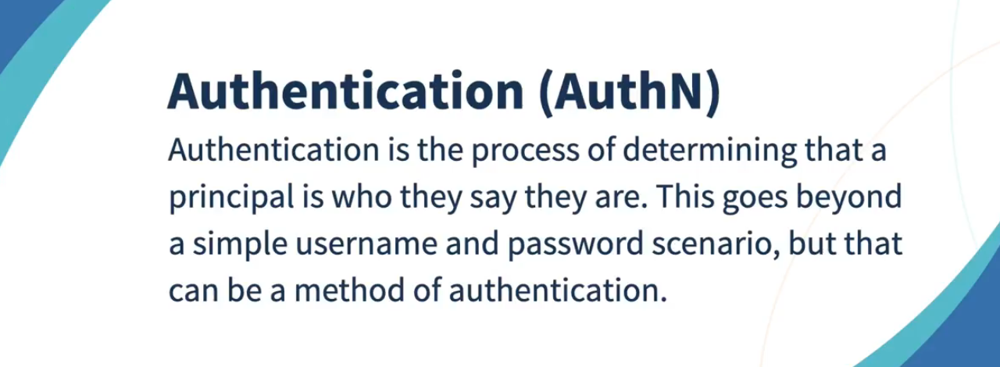 Authentication (AuthN)
Authentication is the process of determining that a
principal is who they say they are. This goes beyond
a simple username and password scenario, but that
can be a method of authentication.